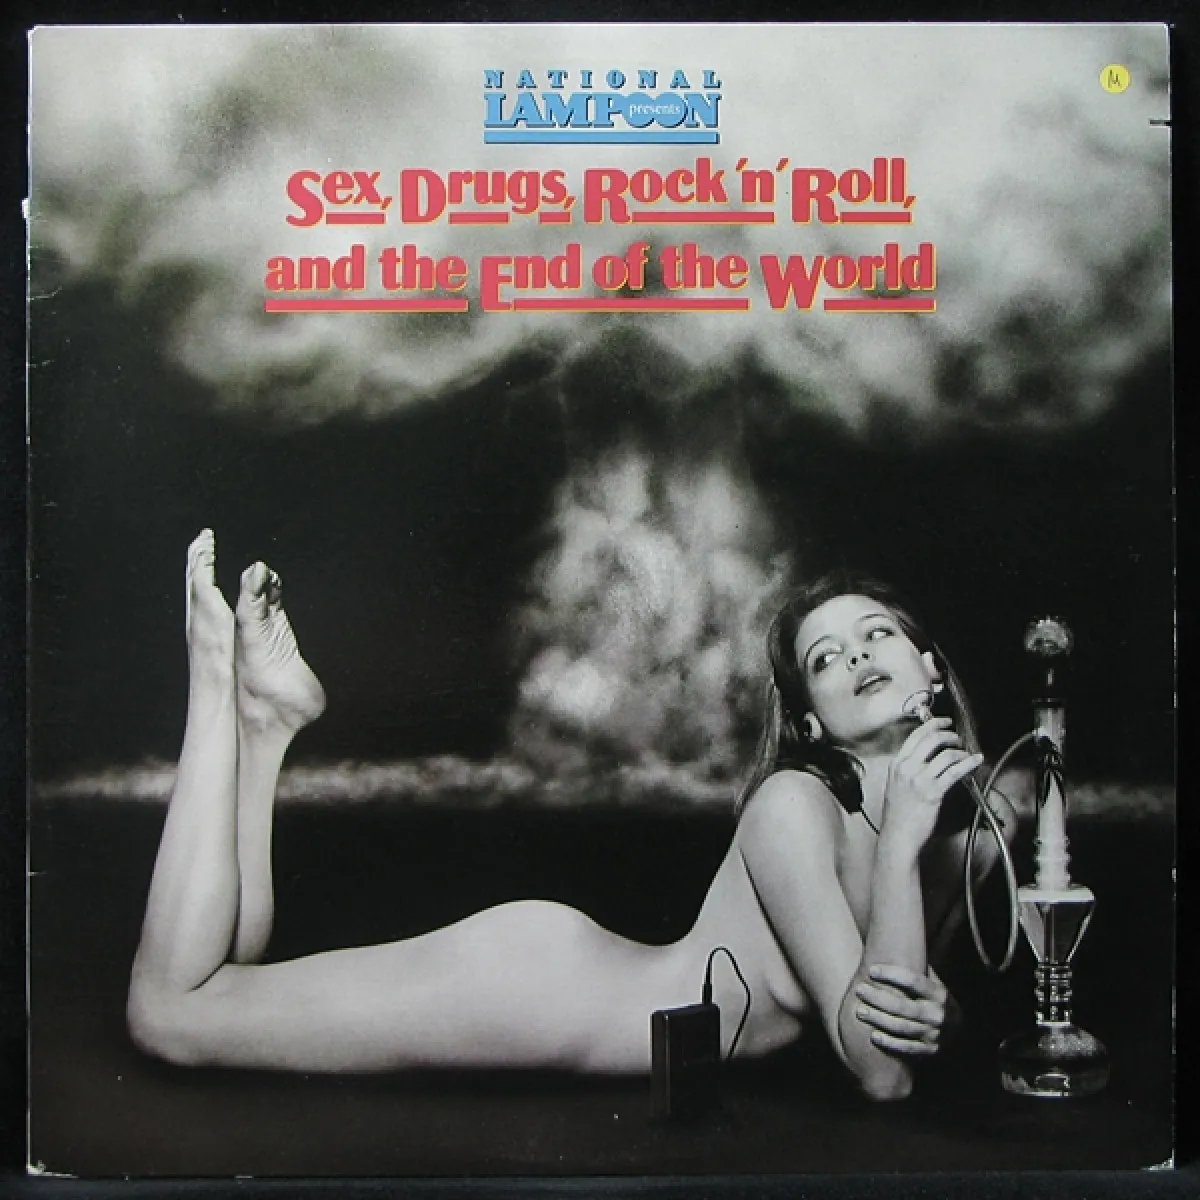 NATIONAL
LAMPOON
presents
Sex, Drugs, Rock 'n' Roll,
and the End of the World
M